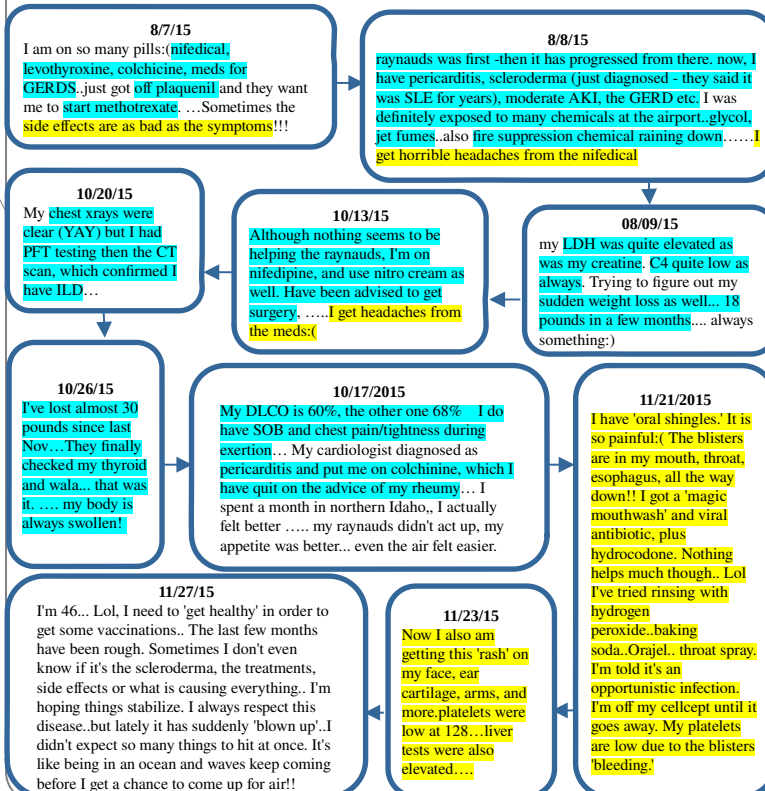 8/7/15
I am on so many pills:(nifedical,
levothyroxine, colchicine, meds for
GERDS..just got off plaquenil and they want
me to start methotrexate. …Sometimes the
side effects are as bad as the symptoms!!!
8/8/15
raynauds was first -then it has progressed from there. now, I
have pericarditis, scleroderma (just diagnosed - they said it
was SLE for years), moderate AKI, the GERD etc. I was
definitely exposed to many chemicals at the airport..glycol,
jet fumes..also fire suppression chemical raining down……I
get horrible headaches from the nifedical
08/09/15
my LDH was quite elevated as
was my creatine. C4 quite low as
always. Trying to figure out my
sudden weight loss as well... 18
pounds in a few months.... always
something:)
10/13/15
Although nothing seems to be
helping the raynauds, I'm on
nifedipine, and use nitro cream as
well. Have been advised to get
surgery, …..I get headaches from
the meds:(
10/20/15
My chest xrays were
clear (YAY) but I had
PFT testing then the CT
scan, which confirmed I
have ILD…
10/26/15
I've lost almost 30
pounds since last
Nov…They finally
checked my thyroid
and wala... that was
it. …. my body is
always swollen!
10/17/2015
My DLCO is 60%, the other one 68% I do
have SOB and chest pain/tightness during
exertion… My cardiologist diagnosed as
pericarditis and put me on colchinine, which I
have quit on the advice of my rheumy… I
spent a month in northern Idaho,, I actually
felt better ….. my raynauds didn't act up, my
appetite was better... even the air felt easier.
11/21/2015
I have 'oral shingles.' It is
so painful:( The blisters
are in my mouth, throat,
esophagus, all the way
down!! I got a 'magic
mouthwash' and viral
antibiotic, plus
hydrocodone. Nothing
helps much though.. Lol
I've tried rinsing with
hydrogen
peroxide..baking
soda..Orajel.. throat spray.
I'm told it's an
opportunistic infection.
I'm off my cellcept until it
goes away. My platelets
are low due to the blisters
'bleeding.'
11/23/15
Now I also am
getting this 'rash' on
my face, ear
cartilage, arms, and
more.platelets were
low at 128…liver
tests were also
elevated….
11/27/15
I'm 46... Lol, I need to 'get healthy' in order to
get some vaccinations.. The last few months
have been rough. Sometimes I don't even
know if it's the scleroderma, the treatments,
side effects or what is causing everything.. I'm
hoping things stabilize. I always respect this
disease..but lately it has suddenly 'blown up'..I
didn't expect so many things to hit at once. It's
like being in an ocean and waves keep coming
before I get a chance to come up for air!!